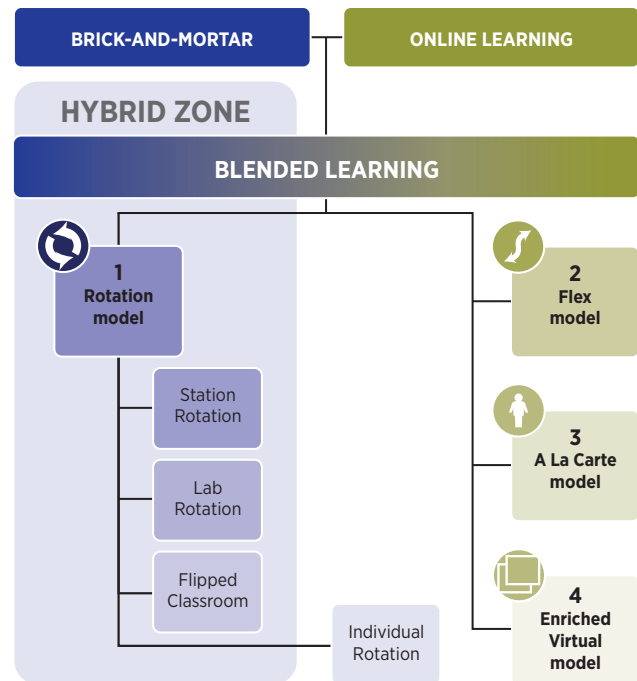 BRICK-AND-MORTAR
ONLINE LEARNING
HYBRID ZONE
BLENDED LEARNING
1
Rotation
model
Station
Rotation
Lab
Rotation
Flipped
Classroom
Individual
Rotation
2
Flex
model
3
A La Carte
model
4
Enriched
Virtual
model